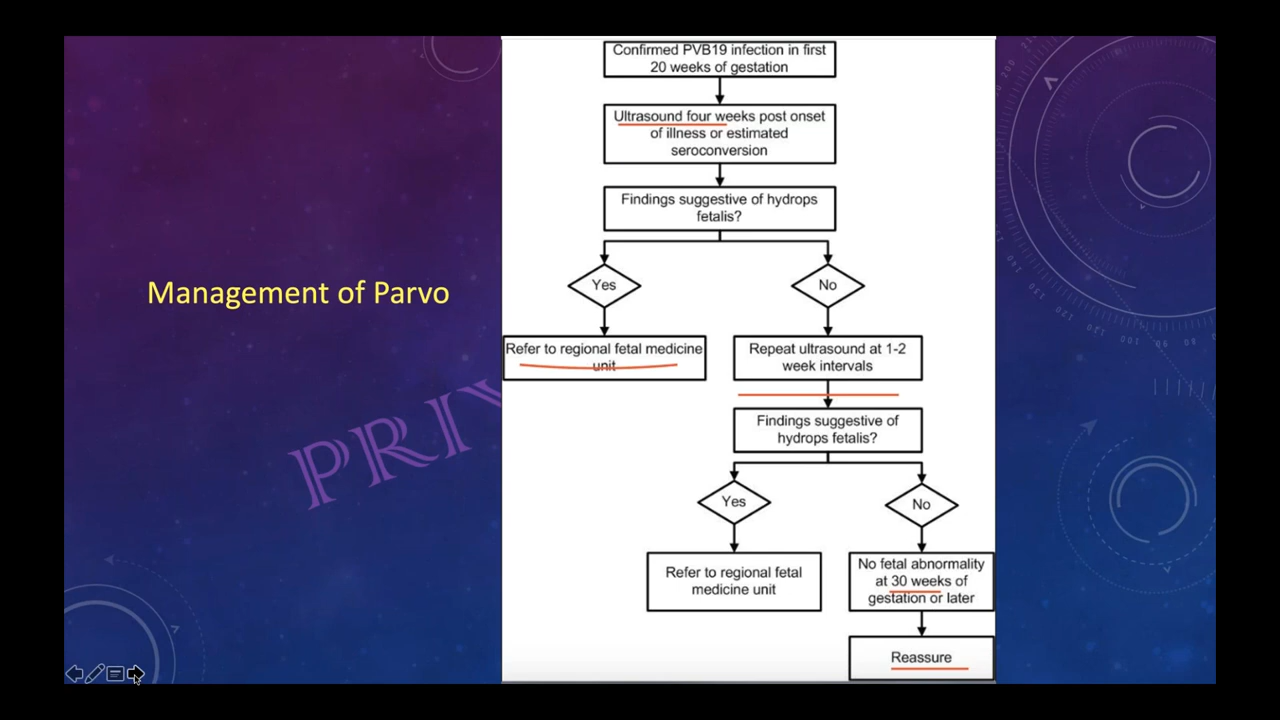 Management of Parvo
Confirmed PVB19 infection in first
20 weeks of gestation
Ultrasound four weeks post onset
of illness or estimated
seroconversion
Findings suggestive of hydrops
fetalis?
Yes
No
Refer to regional fetal medicine
unit
Repeat ultrasound at 1-2
week intervals
Findings suggestive of
hydrops fetalis?
Yes
No
Refer to regional fetal
medicine unit
No fetal abnormality
at 30 weeks of
gestation or later
Reassure
PRIV